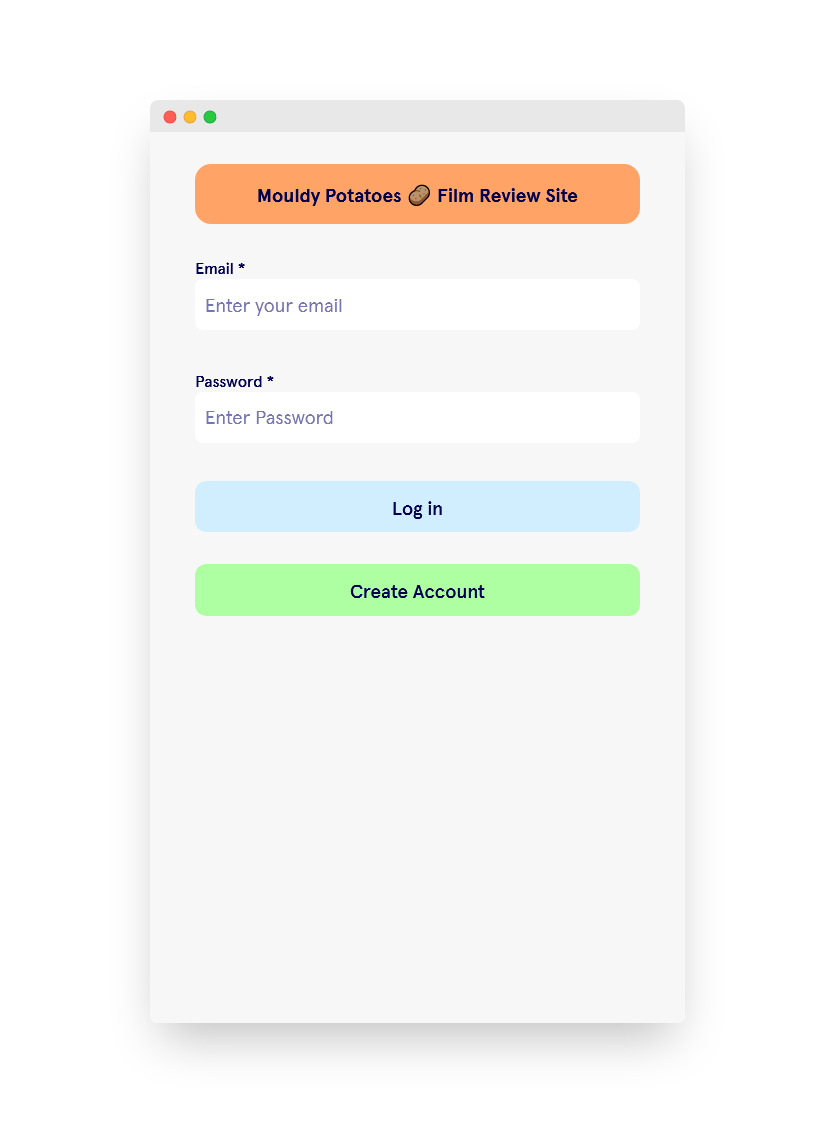 Mouldy Potatoes 🥔 Film Review Site
Email *
Enter your email
Password *
Enter Password
Log in
Create Account